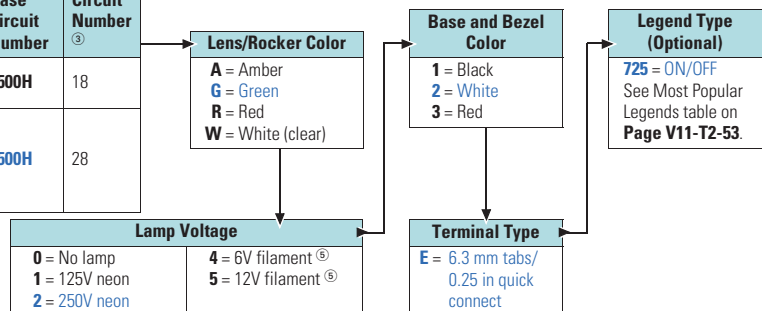 Circuit
Number
③
500H 18
500H 28
Lens/Rocker Color
A = Amber
G = Green
R = Red
W = White (clear)
Base and Bezel
Color
1 = Black
2 = White
3 = Red
Legend Type
(Optional)
725 = ON/OFF
See Most Popular
Legends table on
Page V11-T2-53.
Lamp Voltage
0 = No lamp
1 = 125V neon
2 = 250V neon
4 = 6V filament ⑤
5 = 12V filament ⑤
Terminal Type
E = 6.3 mm tabs/
0.25 in quick
connect